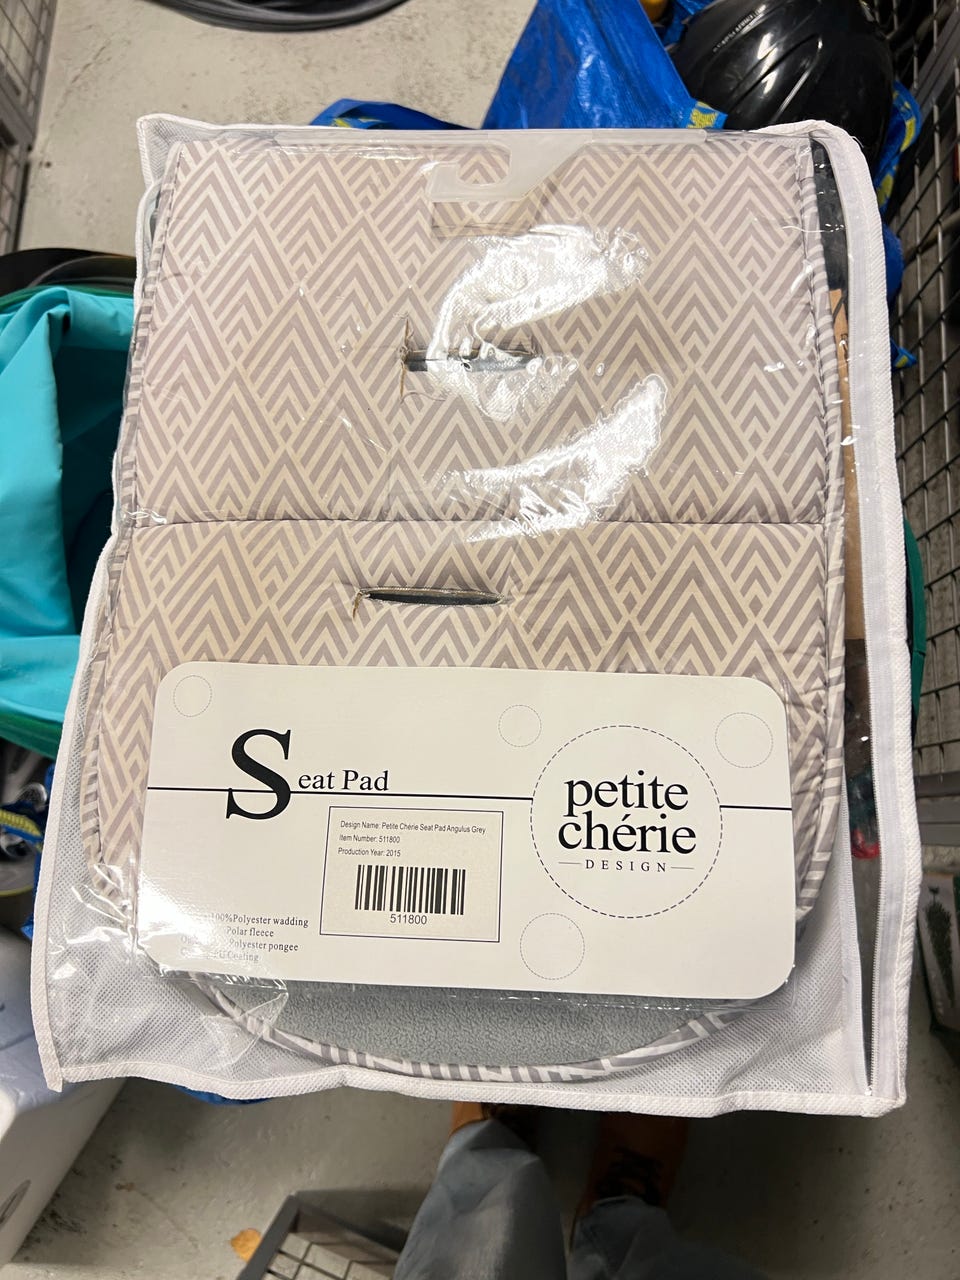 Seat Pad
petite
chérie
DESIGN
Design Name: Petite Chérie Seat Pad Angulus Grey
Item Number: 511800
Production Year: 2015
511800
100%Polyester wadding
Polar fleece
Polyester pongee